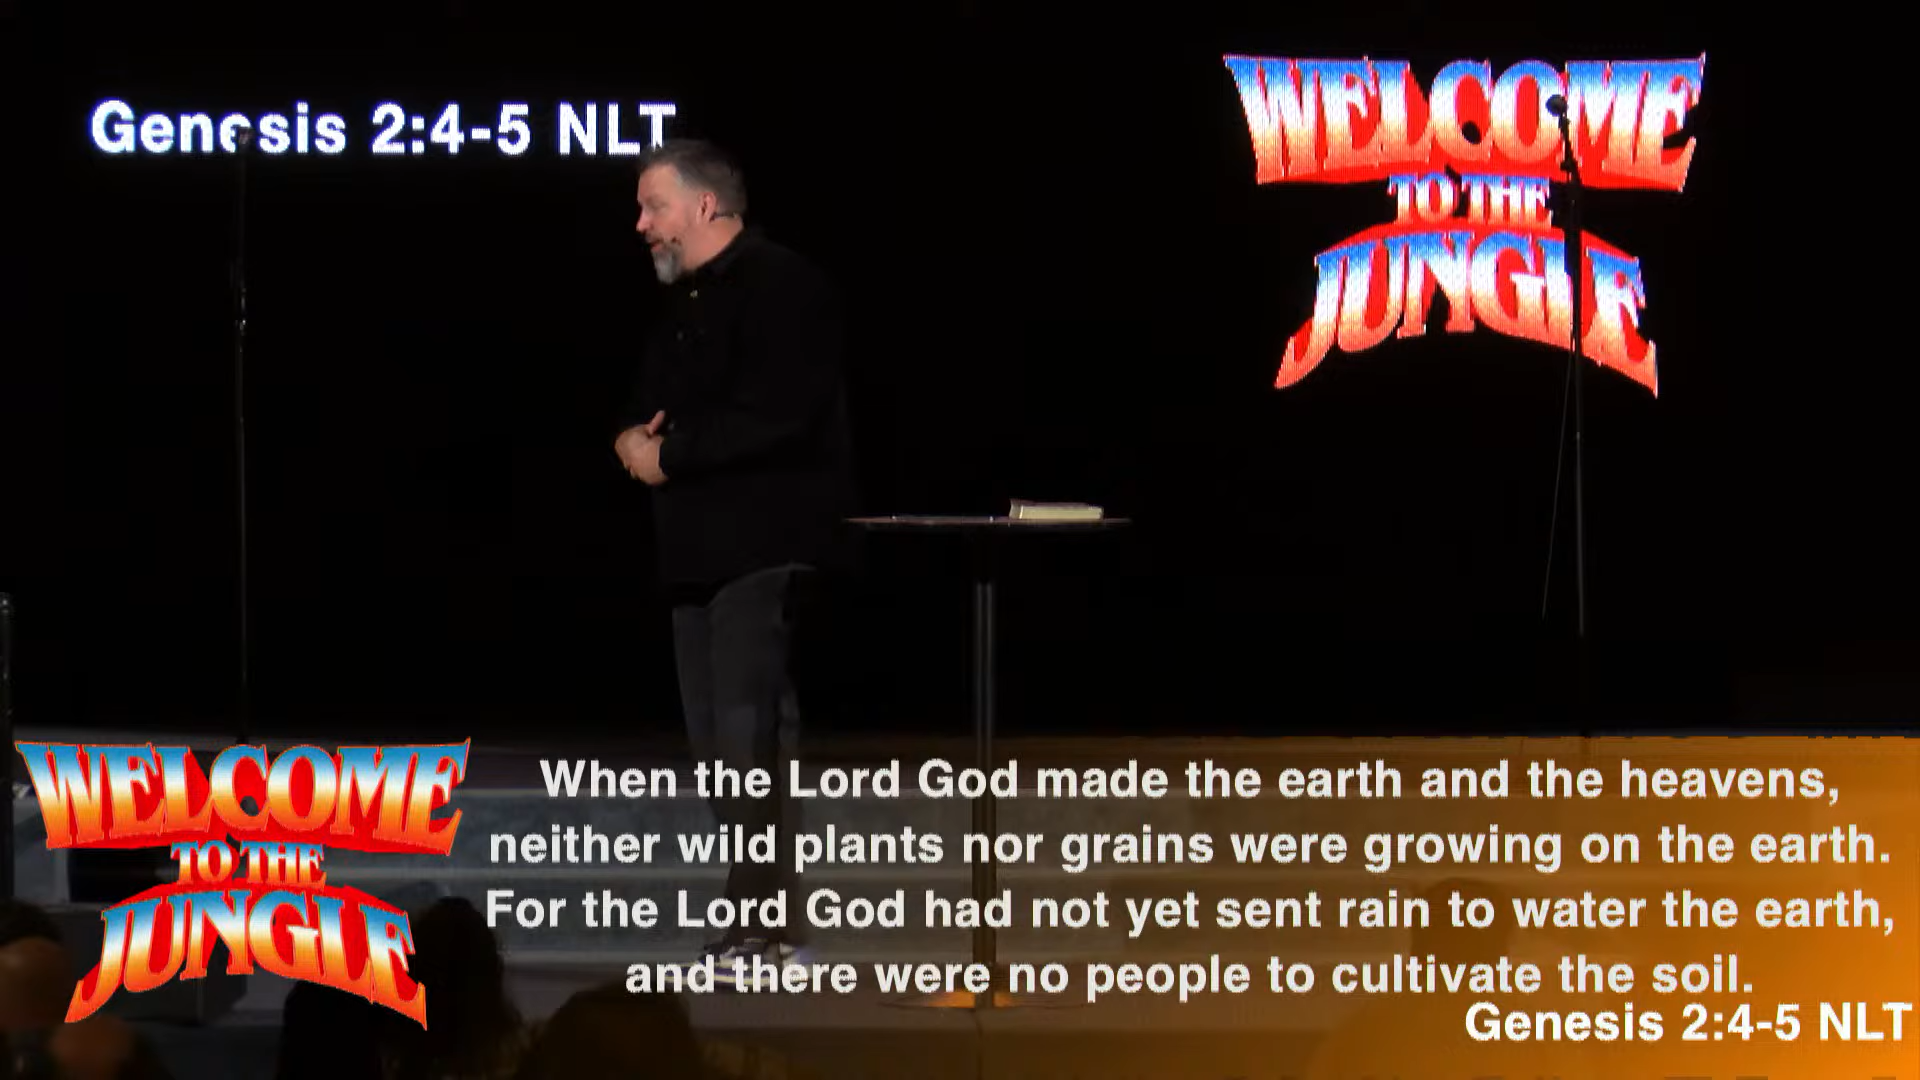 Genesis 2:4-5 NLT
WELCOME
TO THE
JUNGLE
WELCOME
TO THE
JUNGLE
When the Lord God made the earth and the heavens,
neither wild plants nor grains were growing on the earth.
For the Lord God had not yet sent rain to water the earth,
and there were no people to cultivate the soil.
Genesis 2:4-5 NLT